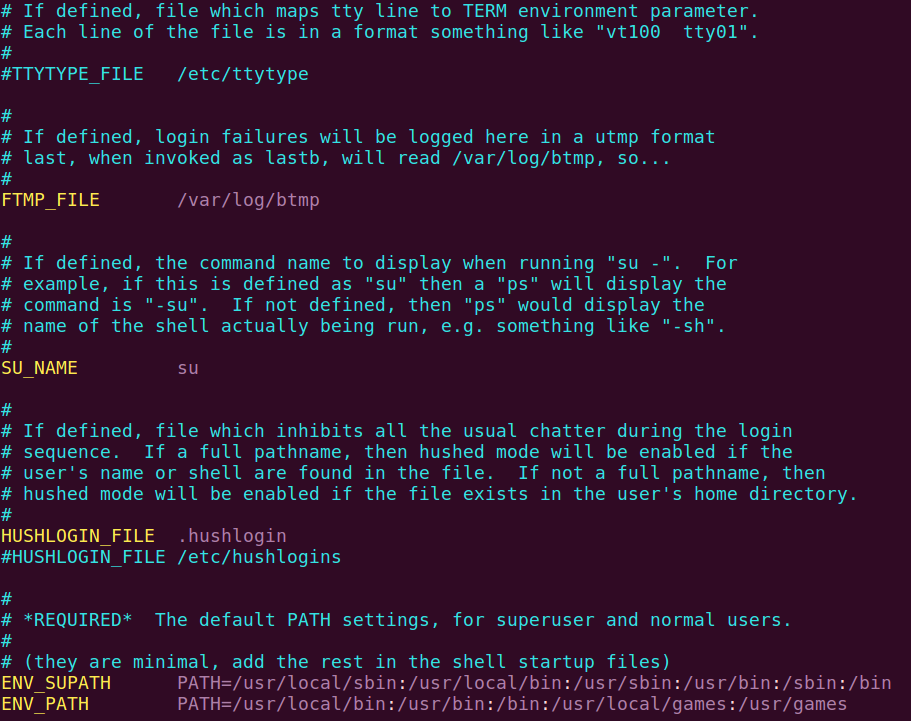 # If defined, file which maps tty line to TERM environment parameter.
# Each line of the file is in a format something like "vt100  tty01".
#
#TTYTYPE_FILE   /etc/ttytype

#
# If defined, login failures will be logged here in a utmp format
# last, when invoked as lastb, will read /var/log/btmp, so...
#
FTMP_FILE       /var/log/btmp

#
# If defined, the command name to display when running "su -".  For
# example, if this is defined as "su" then a "ps" will display the
# command is "-su".  If not defined, then "ps" would display the
# name of the shell actually being run, e.g. something like "-sh".
#
SU_NAME         su

#
# If defined, file which inhibits all the usual chatter during the login
# sequence.  If a full pathname, then hushed mode will be enabled if the
# user's name or shell are found in the file.  If not a full pathname, then
# hushed mode will be enabled if the file exists in the user's home directory.
#
HUSHLOGIN_FILE  .hushlogin
#HUSHLOGIN_FILE /etc/hushlogins

#
# *REQUIRED*  The default PATH settings, for superuser and normal users.
#
# (they are minimal, add the rest in the shell startup files)
ENV_SUPATH      PATH=/usr/local/sbin:/usr/local/bin:/usr/sbin:/usr/bin:/sbin:/bin
ENV_PATH        PATH=/usr/local/bin:/usr/bin:/bin:/usr/local/games:/usr/games